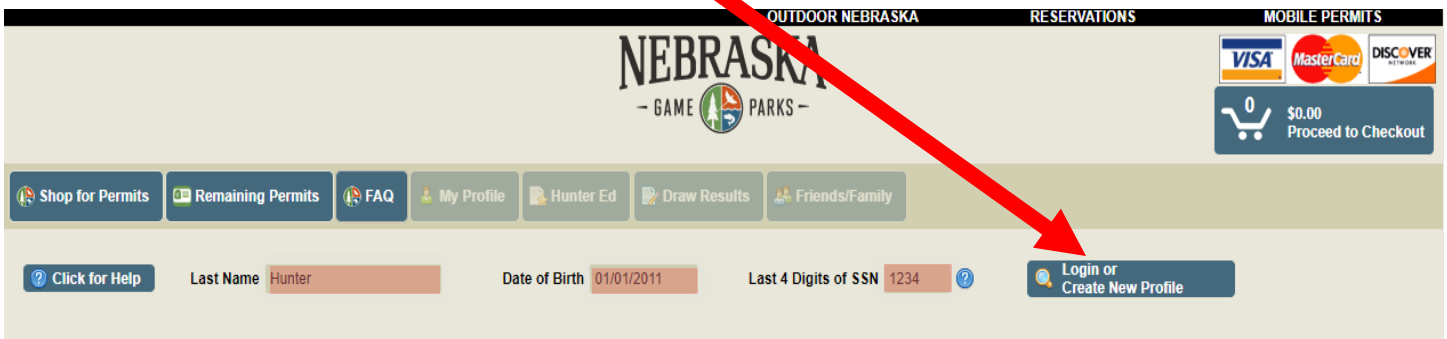 OUTDOOR NEBRASKA RESERVATIONS MOBILE PERMITS
NEBRASKA
– GAME PARKS –
VISA MasterCard DISCOVER NETWORK
0 $0.00
Proceed to Checkout
Shop for Permits Remaining Permits FAQ My Profile Hunter Ed Draw Results Friends/Family
? Click for Help Last Name Hunter Date of Birth 01/01/2011 Last 4 Digits of SSN 1234 ? Login or
Create New Profile